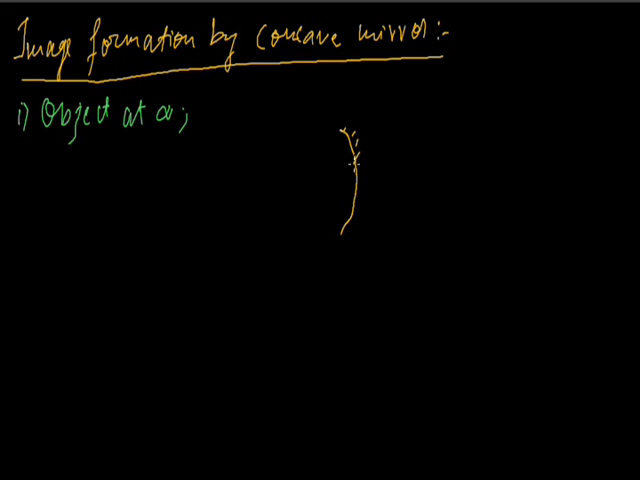 Image formation by concave mirror:-
i) Object at ∞;